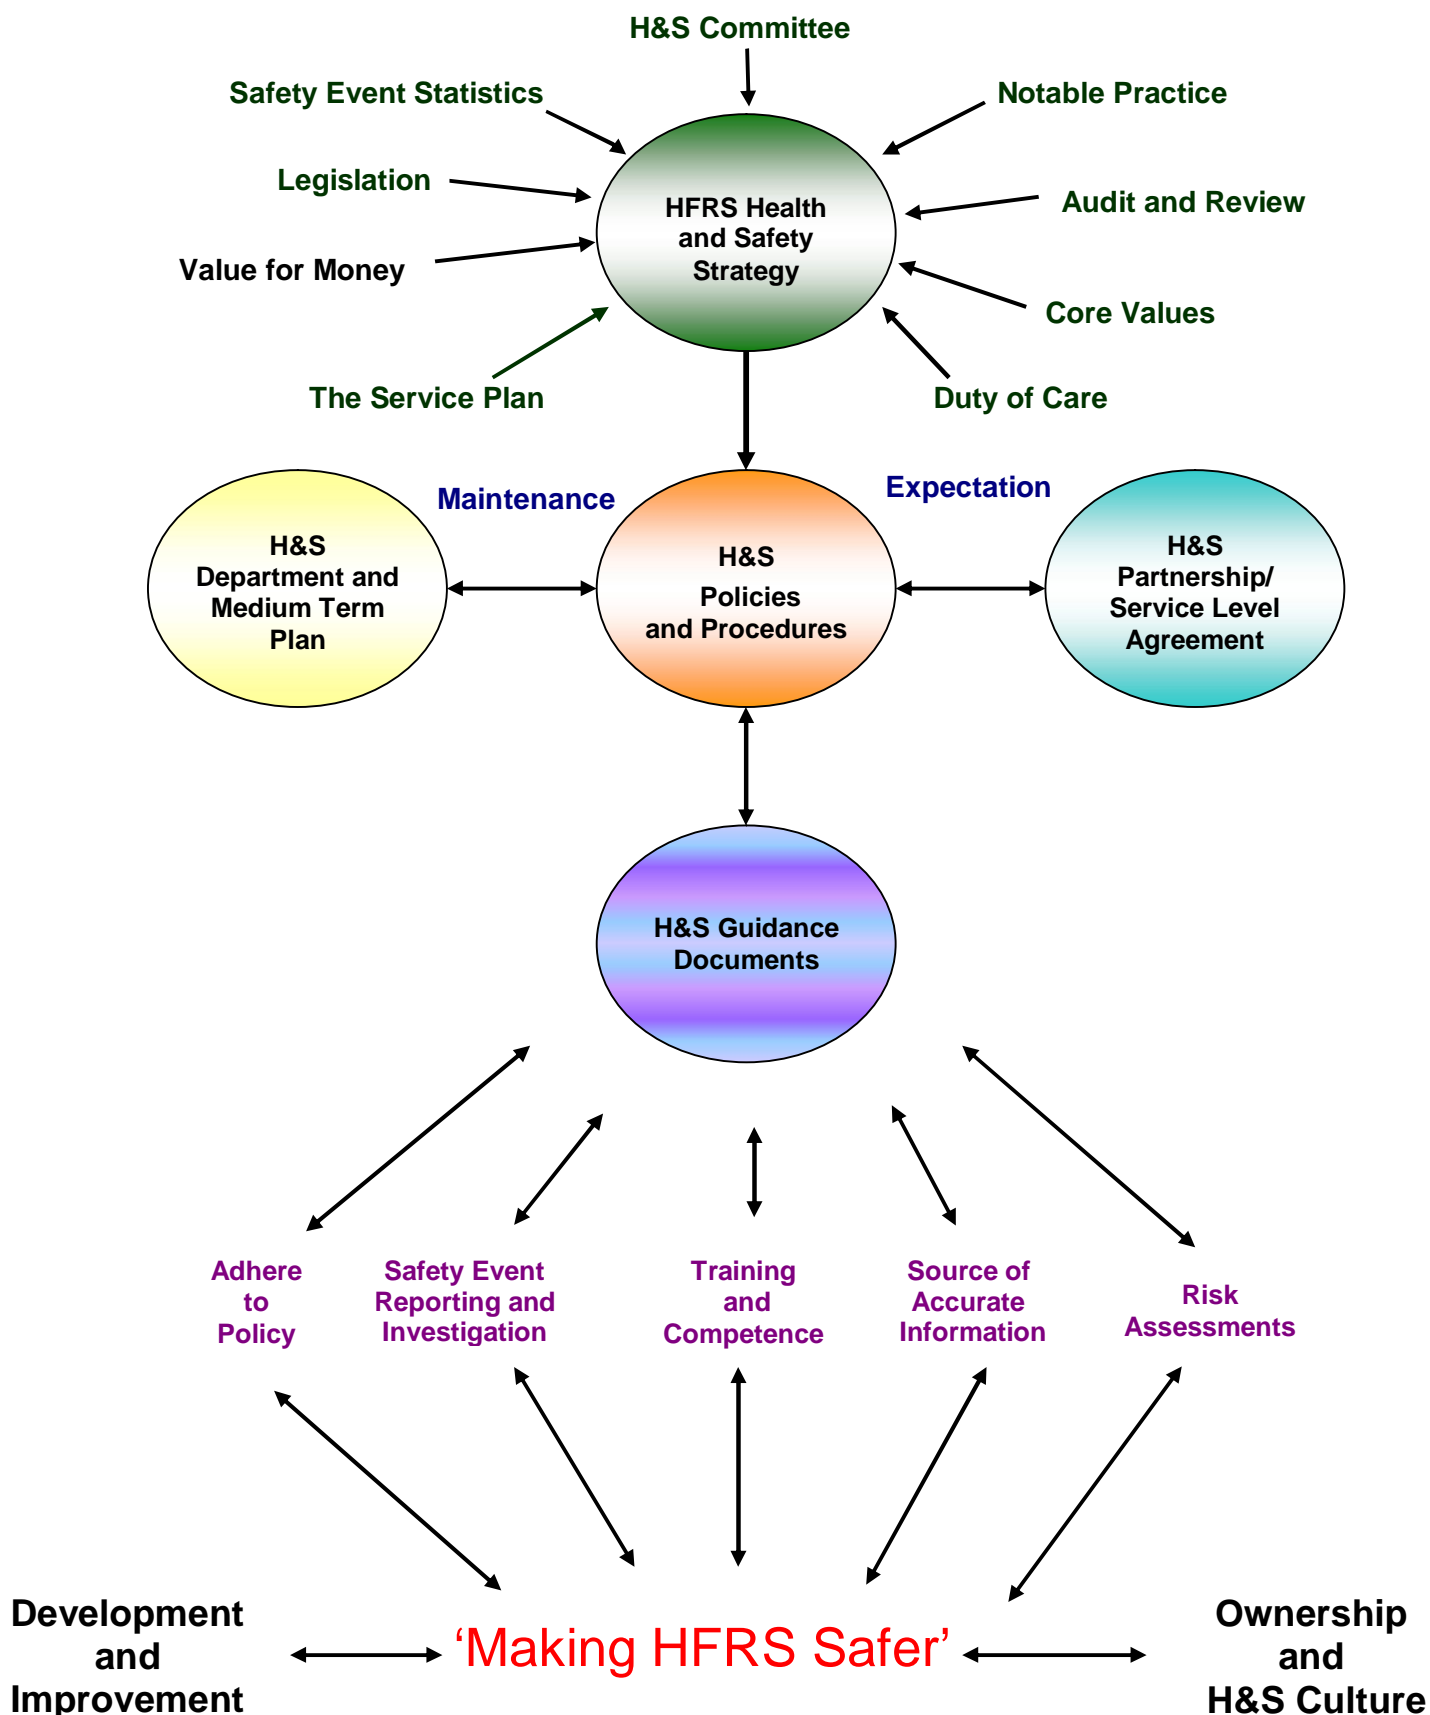 H&S Committee
Safety Event Statistics
Notable Practice
Legislation
HFRS Health
and Safety
Strategy
Audit and Review
Value for Money
Core Values
The Service Plan
Duty of Care
Maintenance
Expectation
H&S
Department and
Medium Term
Plan
H&S
Policies
and Procedures
H&S
Partnership/
Service Level
Agreement
H&S Guidance
Documents
Adhere
to
Policy
Safety Event
Reporting and
Investigation
Training
and
Competence
Source of
Accurate
Information
Risk
Assessments
Development
and
Improvement
‘Making HFRS Safer’
Ownership
and
H&S Culture